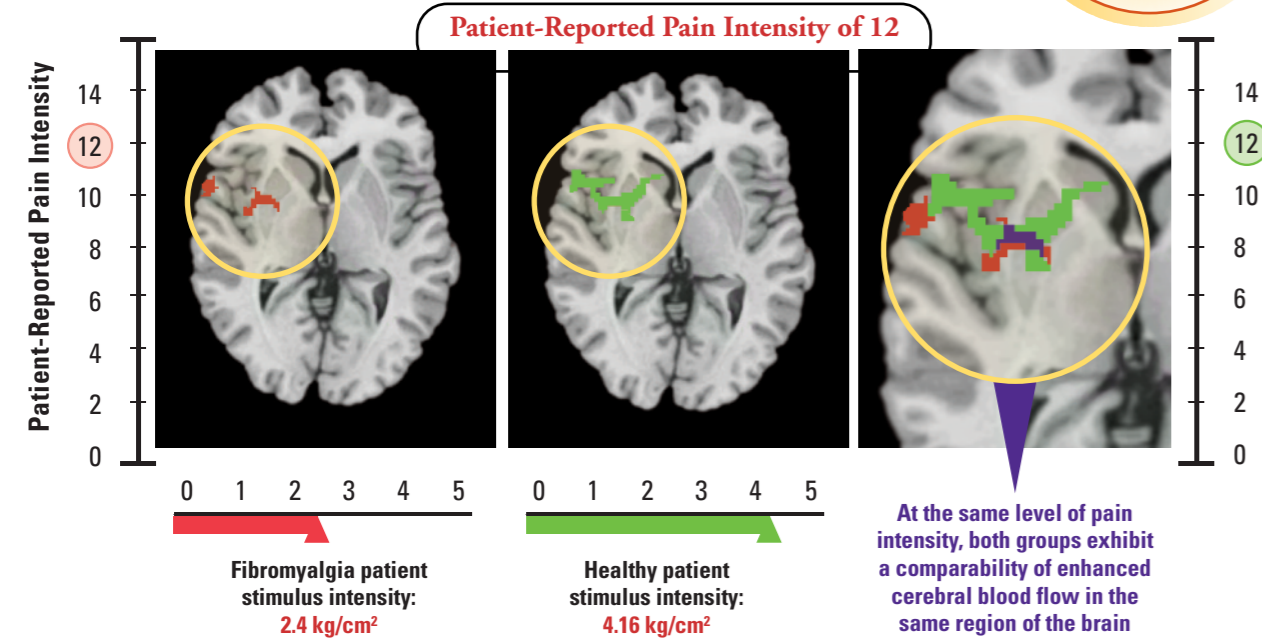 Patient-Reported Pain Intensity of 12
Patient-Reported Pain Intensity
14
12
10
8
6
4
2
0
14
12
10
8
6
4
2
0
0 1 2 3 4 5
Fibromyalgia patient
stimulus intensity:
2.4 kg/cm²
0 1 2 3 4 5
Healthy patient
stimulus intensity:
4.16 kg/cm²
At the same level of pain
intensity, both groups exhibit
a comparability of enhanced
cerebral blood flow in the
same region of the brain